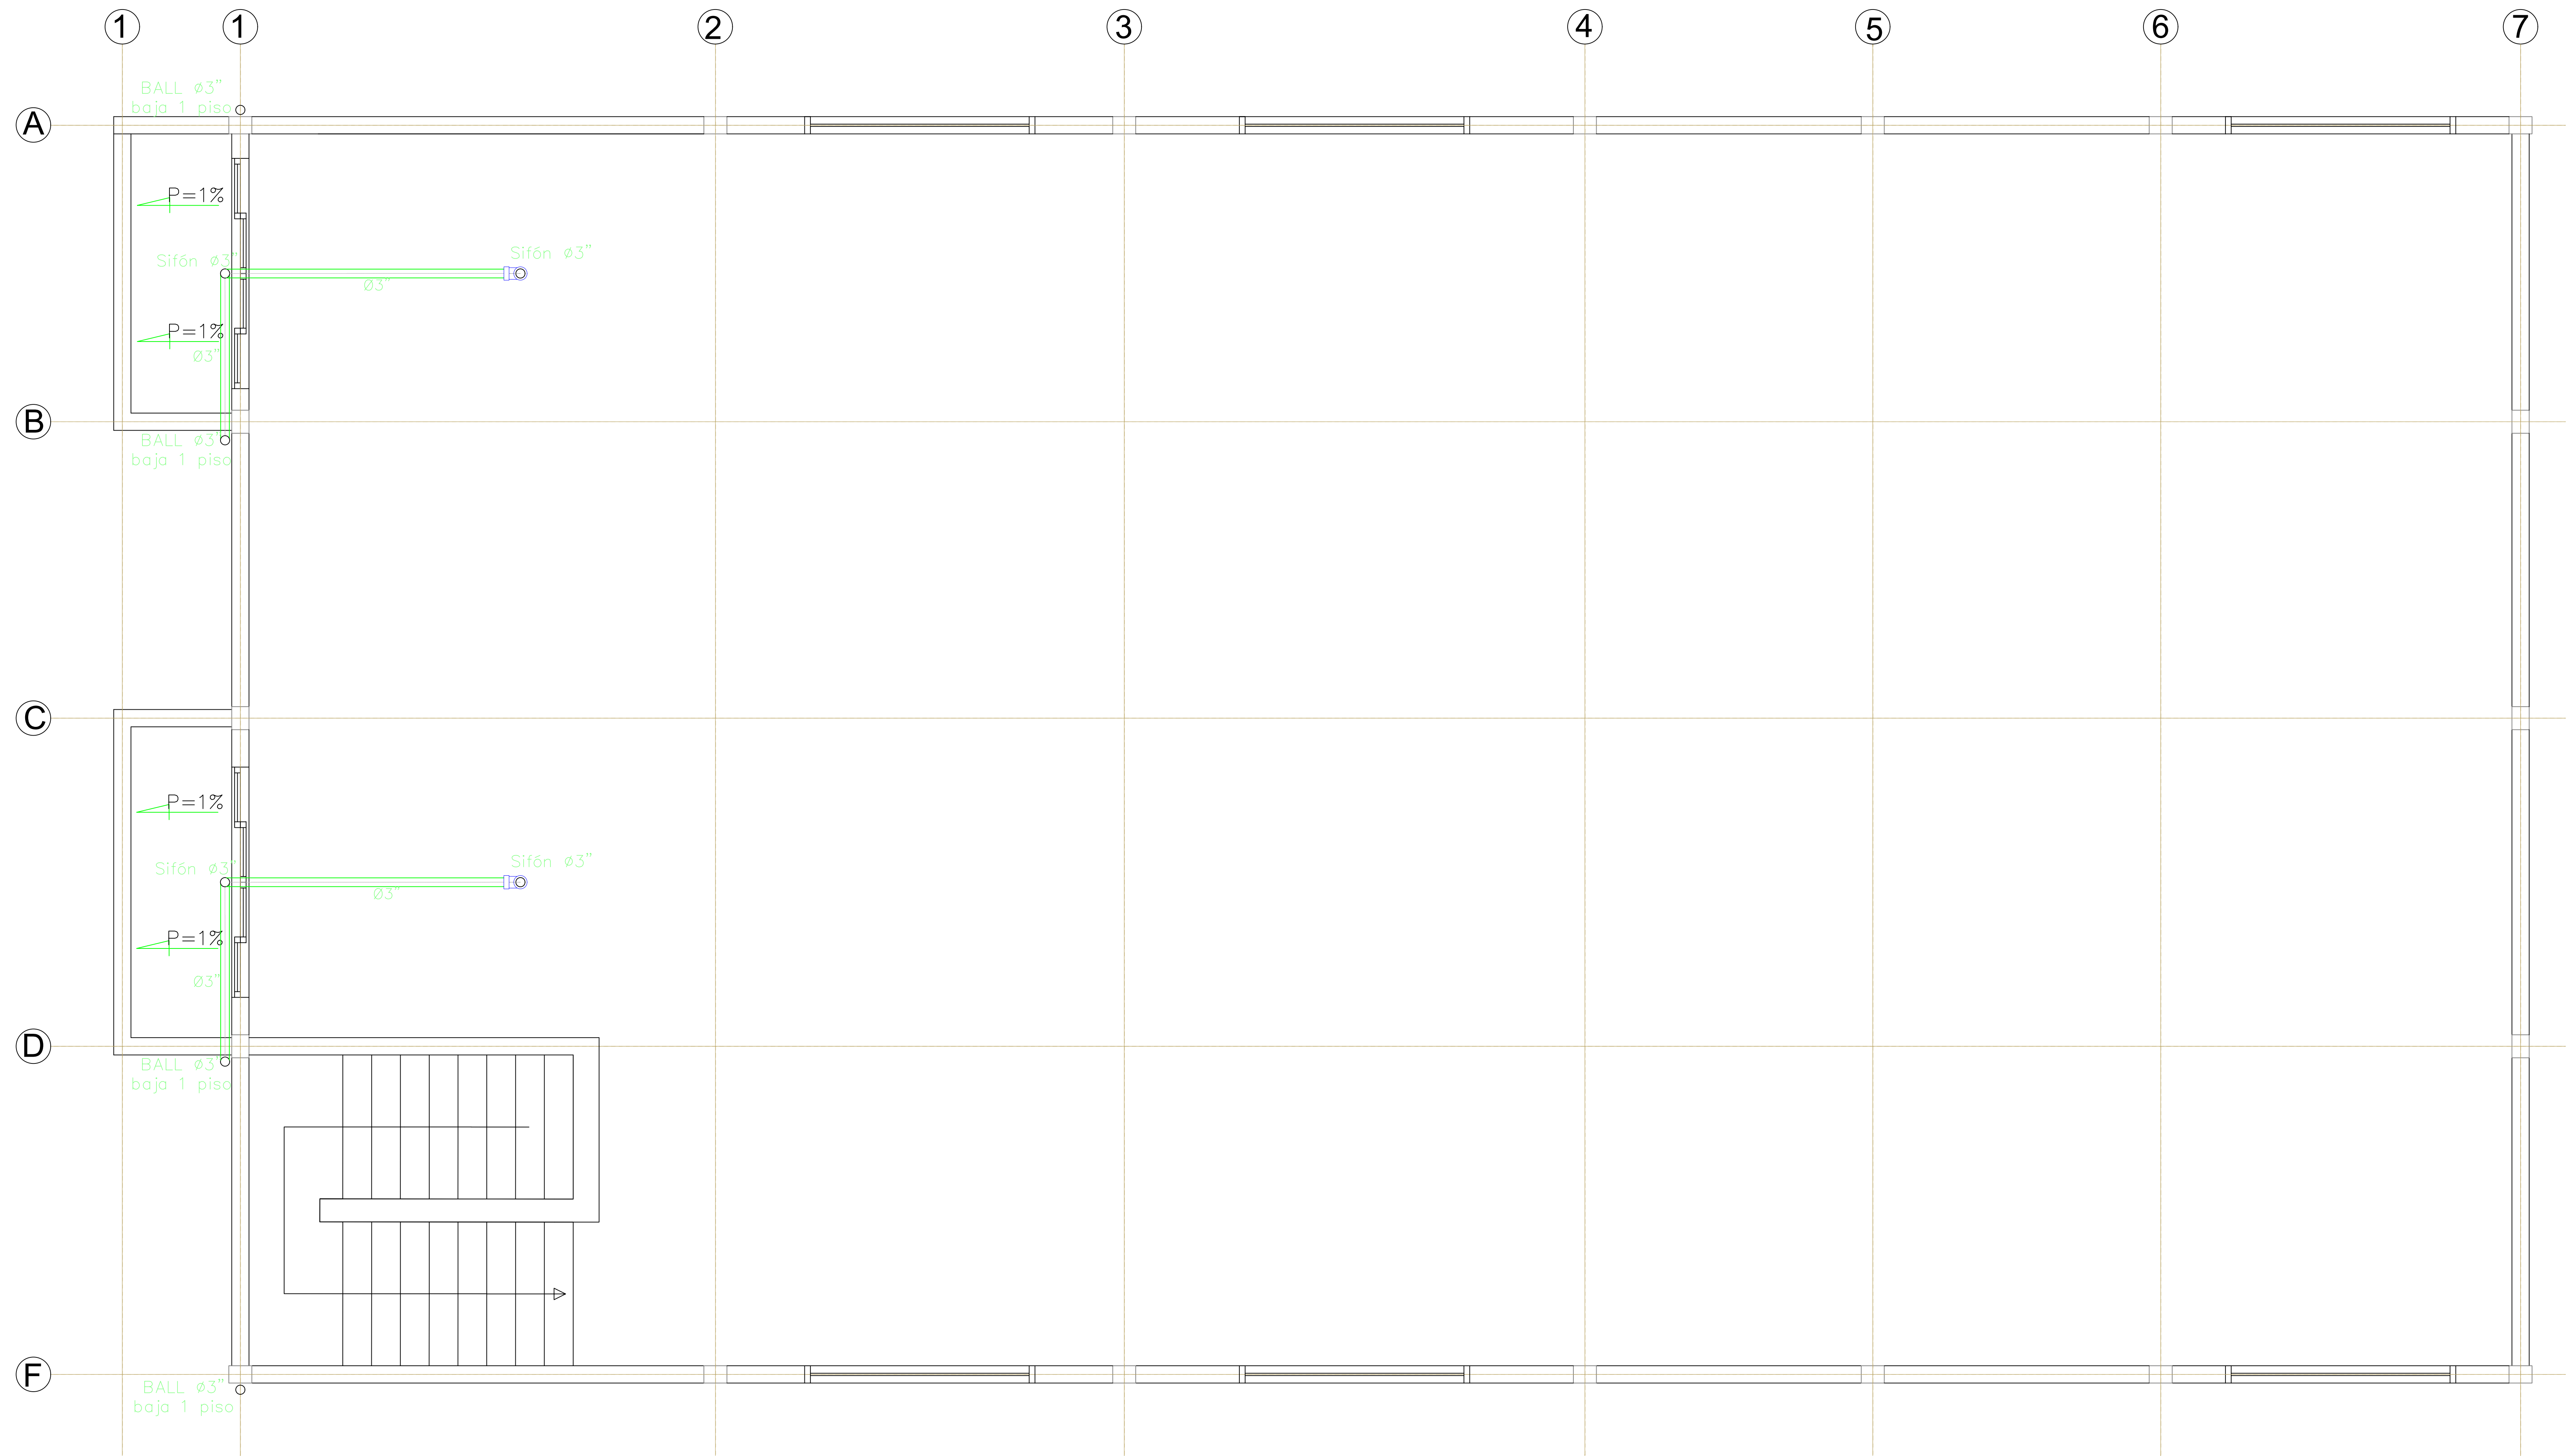 1 1 2 3 4 5 6 7
BALL ø3"
baja 1 piso
A
P=1%
Sifón ø3"
Sifón ø3"
Ø3"
P=1%
Ø3"
B
BALL ø3"
baja 1 piso
C
P=1%
Sifón ø3"
Sifón ø3"
Ø3"
P=1%
Ø3"
D
BALL ø3"
baja 1 piso
F
BALL ø3"
baja 1 piso